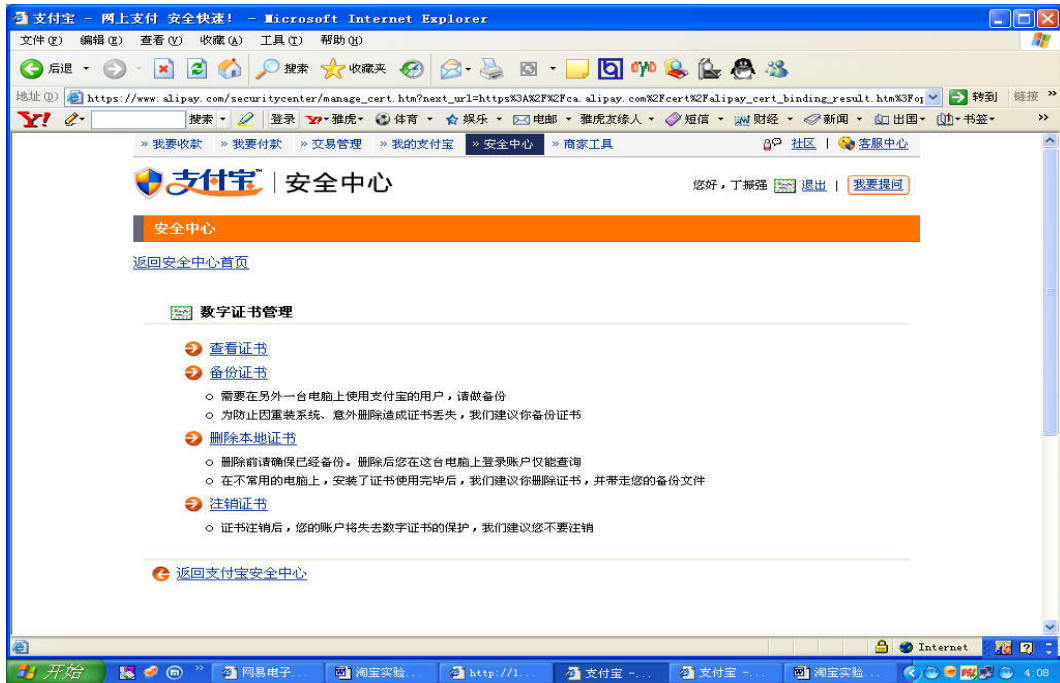 支付宝 - 网上支付 安全快速! - Microsoft Internet Explorer
文件(F) 编辑(E) 查看(V) 收藏(A) 工具(T) 帮助(H)
后退 搜索 收藏夹
地址(D) https://www.alipay.com/securitycenter/manage_cert.htm?next_url=https%3A%2F%2Fca.alipay.com%2Fcert%2Falipay_cert_binding_result.htm%3For 转到 链接 »
Y! 搜索 登录 雅虎 体育 娱乐 电邮 雅虎友缘人 短信 财经 新闻 出国 书签 »
» 我要收款 » 我要付款 » 交易管理 » 我的支付宝 » 安全中心 » 商家工具 社区 | 客服中心
支付宝™ | 安全中心 您好,丁振强 退出 | 我要提问
安全中心
返回安全中心首页
数字证书管理
查看证书
备份证书
需要在另外一台电脑上使用支付宝的用户,请做备份
为防止因重装系统、意外删除造成证书丢失,我们建议你备份证书
删除本地证书
删除前请确保已经备份。删除后您在这台电脑上登录账户仅能查询
在不常用的电脑上,安装了证书使用完毕后,我们建议你删除证书,并带走您的备份文件
注销证书
证书注销后,您的账户将失去数字证书的保护,我们建议您不要注销
返回支付宝安全中心
Internet
开始 » 网易电子... 淘宝实验... http://1... 支付宝 -... 支付宝 -... 淘宝实验... 4:08